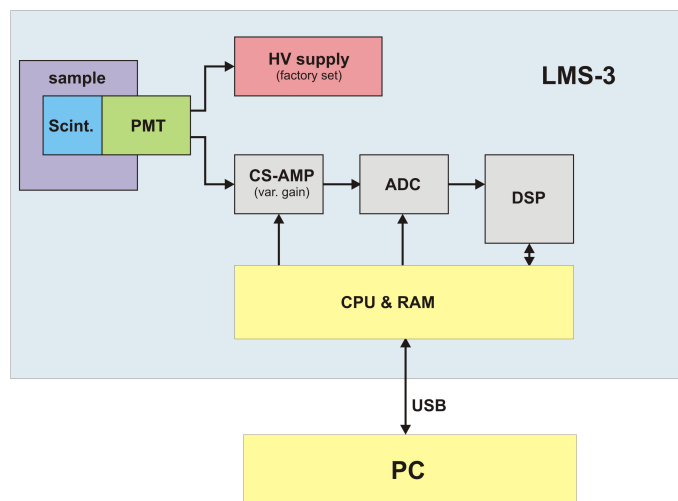 HV supply
(factory set)
LMS-3
sample
Scint.
PMT
CS-AMP
(var. gain)
ADC
DSP
CPU & RAM
USB
PC